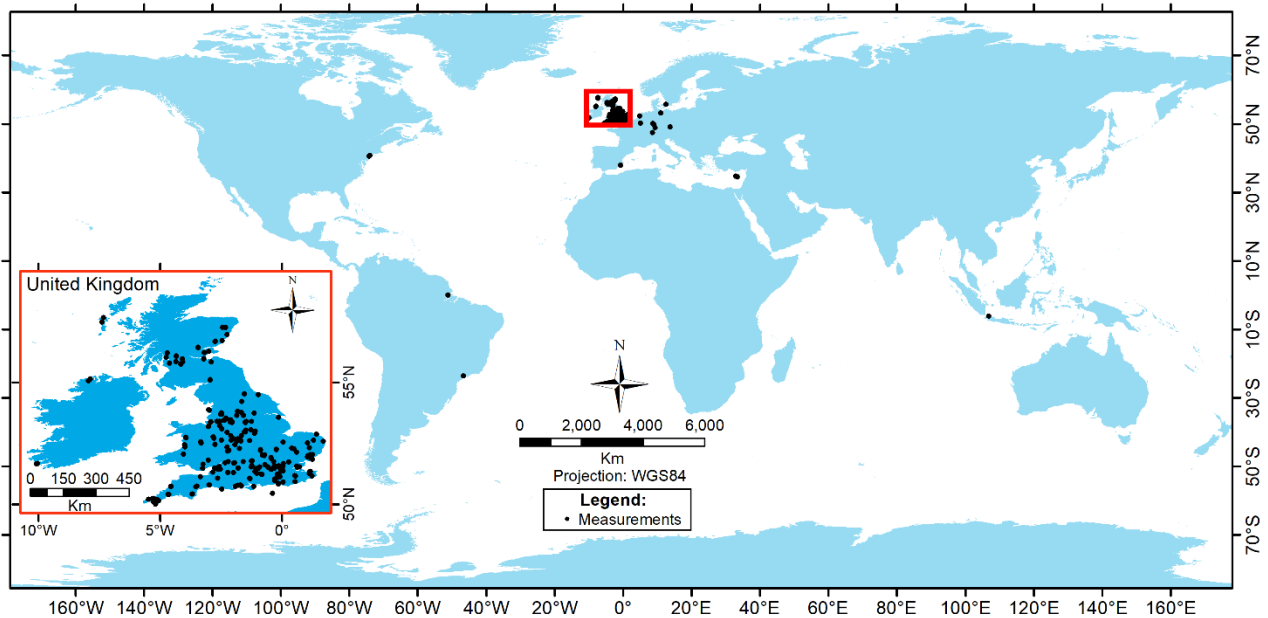 70°N
50°N
30°N
10°N
10°S
30°S
50°S
70°S
United Kingdom
N
55°N
50°N
0 150 300 450
Km
10°W 5°W 0°
N
0 2,000 4,000 6,000
Km
Projection: WGS84
Legend:
Measurements
160°W 140°W 120°W 100°W 80°W 60°W 40°W 20°W 0° 20°E 40°E 60°E 80°E 100°E 120°E 140°E 160°E